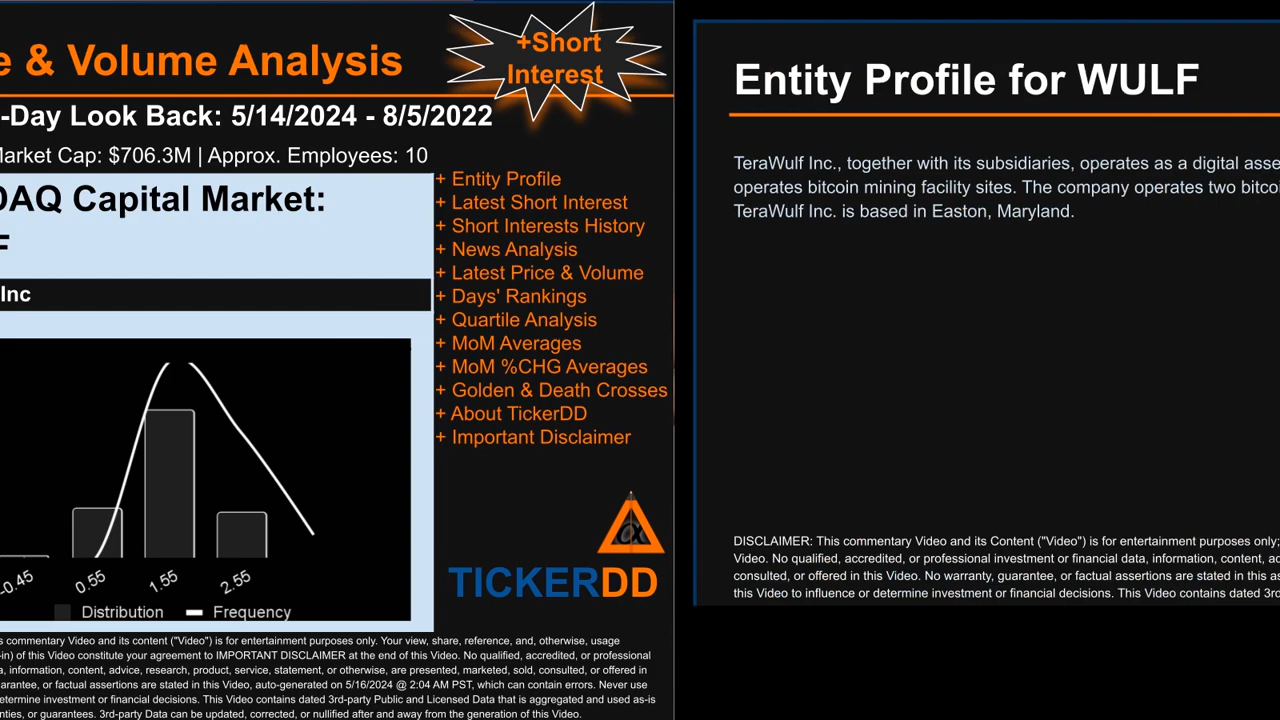 e & Volume Analysis
+Short
Interest
-Day Look Back: 5/14/2024 - 8/5/2022
Market Cap: $706.3M | Approx. Employees: 10
DAQ Capital Market:
F
Inc
-0.45
0.55
1.55
2.55
Distribution
Frequency
+ Entity Profile
+ Latest Short Interest
+ Short Interests History
+ News Analysis
+ Latest Price & Volume
+ Days' Rankings
+ Quartile Analysis
+ MoM Averages
+ MoM %CHG Averages
+ Golden & Death Crosses
+ About TickerDD
+ Important Disclaimer
TICKERDD
s commentary Video and its content ("Video") is for entertainment purposes only. Your view, share, reference, and, otherwise, usage
-in) of this Video constitute your agreement to IMPORTANT DISCLAIMER at the end of this Video. No qualified, accredited, or professional
a, information, content, advice, research, product, service, statement, or otherwise, are presented, marketed, sold, consulted, or offered in
arantee, or factual assertions are stated in this Video, auto-generated on 5/16/2024 @ 2:04 AM PST, which can contain errors. Never use
etermine investment or financial decisions. This Video contains dated 3rd-party Public and Licensed Data that is aggregated and used as-is
nties, or guarantees. 3rd-party Data can be updated, corrected, or nullified after and away from the generation of this Video.
Entity Profile for WULF
TeraWulf Inc., together with its subsidiaries, operates as a digital asse
operates bitcoin mining facility sites. The company operates two bitco
TeraWulf Inc. is based in Easton, Maryland.
DISCLAIMER: This commentary Video and its Content ("Video") is for entertainment purposes only;
Video. No qualified, accredited, or professional investment or financial data, information, content, ad
consulted, or offered in this Video. No warranty, guarantee, or factual assertions are stated in this as
this Video to influence or determine investment or financial decisions. This Video contains dated 3rd